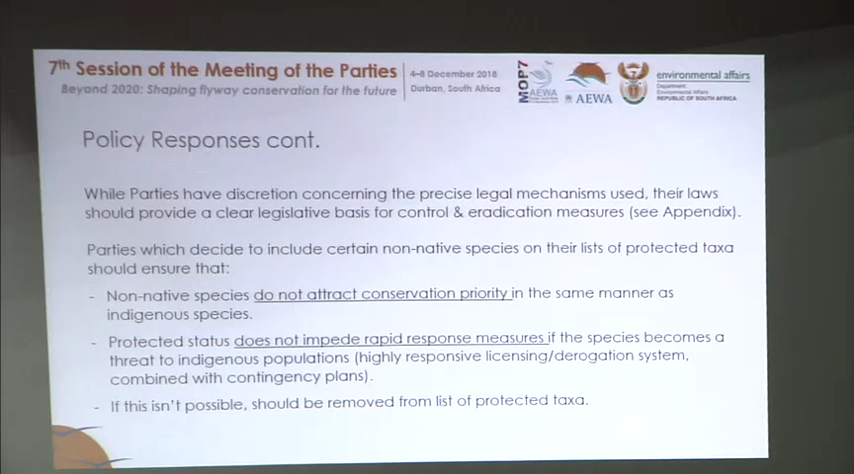 7th Session of the Meeting of the Parties
Beyond 2020: Shaping flyway conservation for the future
4–8 December 2018
Durban, South Africa
MOP7
AEWA
AEWA
environmental affairs
Department:
Environmental Affairs
REPUBLIC OF SOUTH AFRICA
Policy Responses cont.
While Parties have discretion concerning the precise legal mechanisms used, their laws
should provide a clear legislative basis for control & eradication measures (see Appendix).
Parties which decide to include certain non-native species on their lists of protected taxa
should ensure that:
- Non-native species do not attract conservation priority in the same manner as
indigenous species.
- Protected status does not impede rapid response measures if the species becomes a
threat to indigenous populations (highly responsive licensing/derogation system,
combined with contingency plans).
- If this isn't possible, should be removed from list of protected taxa.